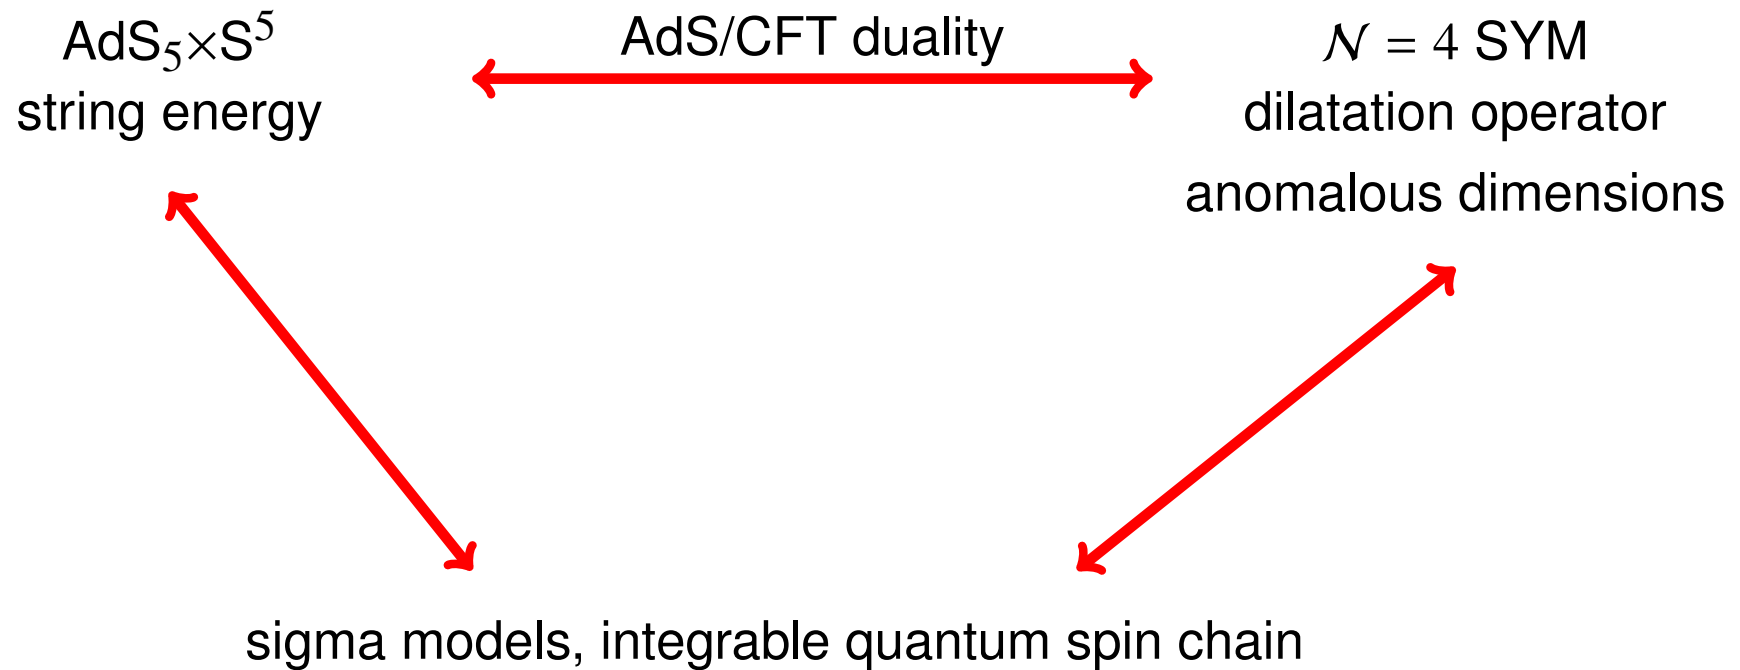 AdS₅×S⁵
string energy
AdS/CFT duality
𝒩 = 4 SYM
dilatation operator
anomalous dimensions
sigma models, integrable quantum spin chain